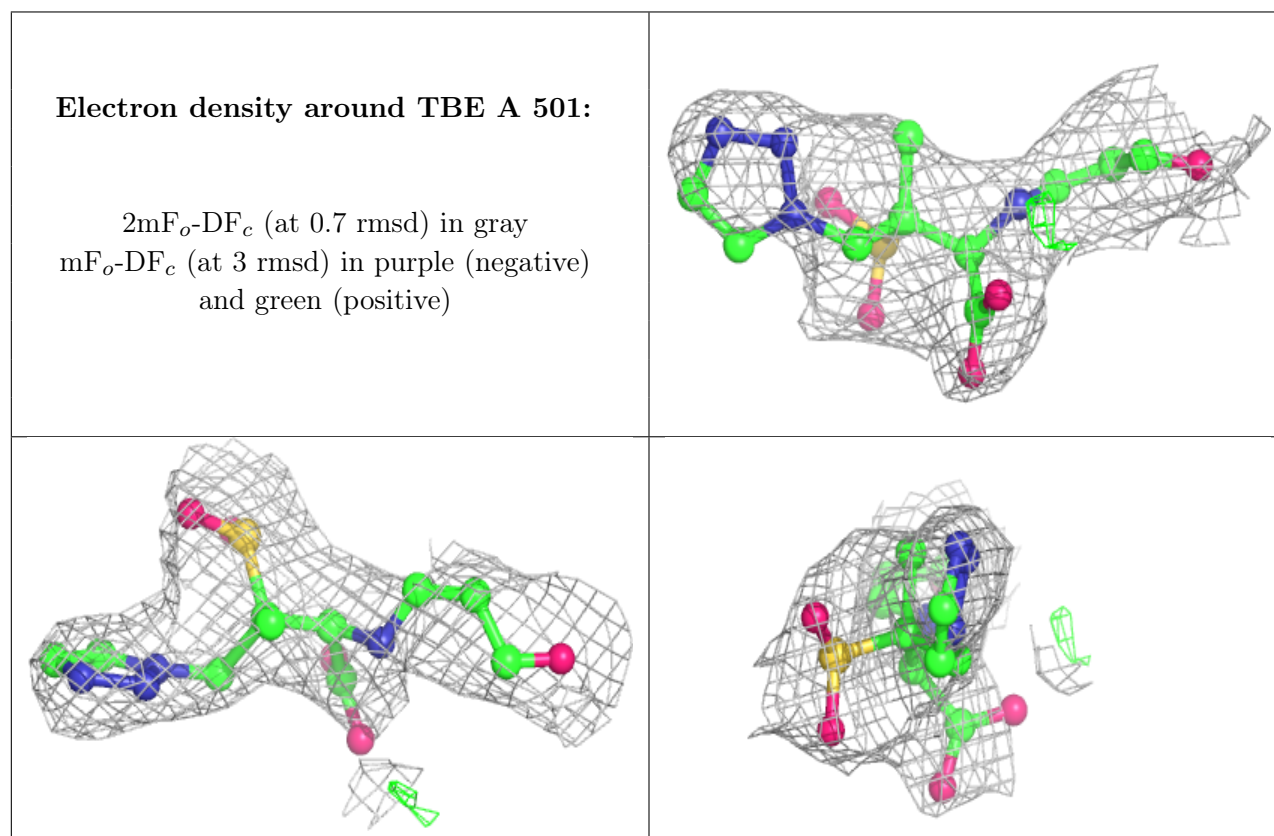 Electron density around TBE A 501:
2mFₒ-DF𝒸 (at 0.7 rmsd) in gray
mFₒ-DF𝒸 (at 3 rmsd) in purple (negative)
and green (positive)